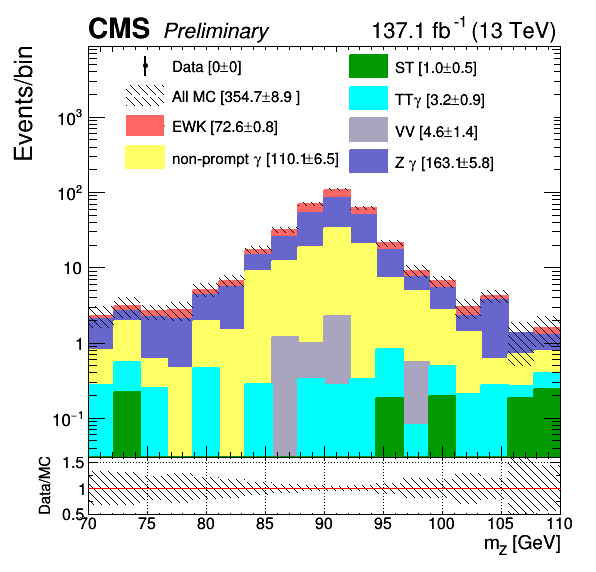 CMS Preliminary 137.1 fb⁻¹ (13 TeV)
Events/bin
Data [0±0]
All MC [354.7±8.9 ]
EWK [72.6±0.8]
non-prompt γ [110.1±6.5]
ST [1.0±0.5]
TTγ [3.2±0.9]
VV [4.6±1.4]
Z γ [163.1±5.8]
10³
10²
10
1
10⁻¹
Data/MC
1.5
1
0.5
70 75 80 85 90 95 100 105 110
m_Z [GeV]